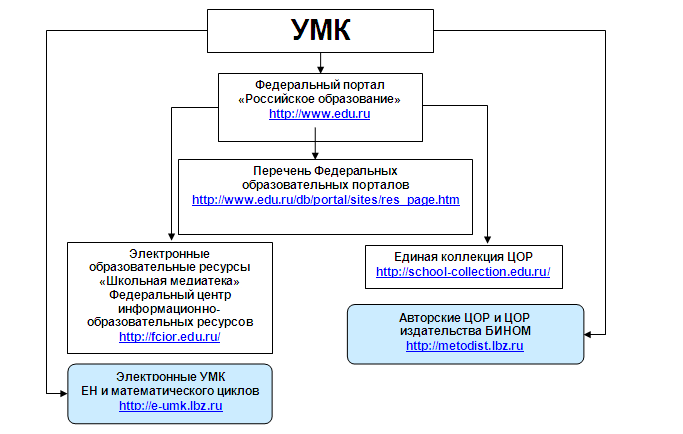 УМК
Федеральный портал
«Российское образование»
http://www.edu.ru
Перечень Федеральных
образовательных порталов
http://www.edu.ru/db/portal/sites/res_page.htm
Электронные
образовательные ресурсы
«Школьная медиатека»
Федеральный центр
информационно-
образовательных ресурсов
http://fcior.edu.ru/
Единая коллекция ЦОР
http://school-collection.edu.ru/
Авторские ЦОР и ЦОР
издательства БИНОМ
http://metodist.lbz.ru
Электронные УМК
ЕН и математического циклов
http://e-umk.lbz.ru